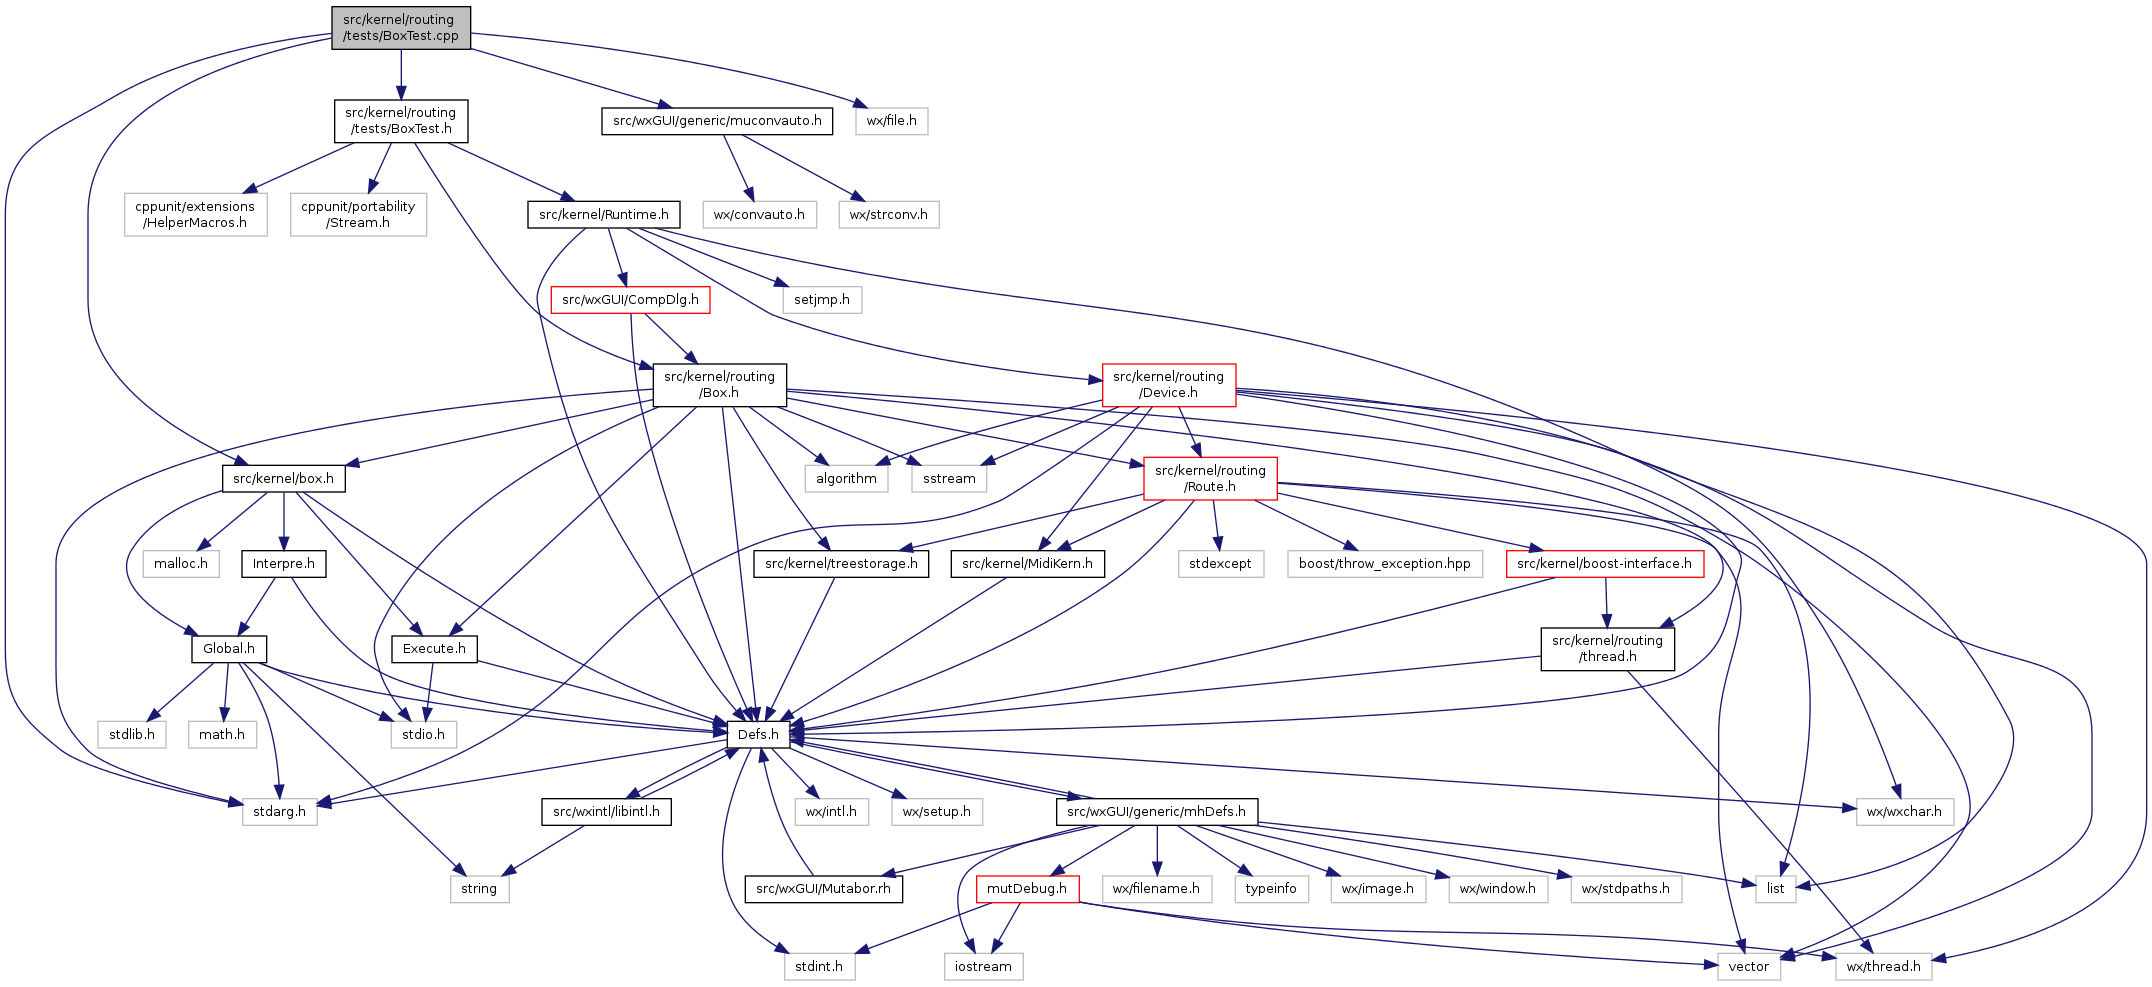 src/kernel/routing
/tests/BoxTest.cpp
src/kernel/routing
/tests/BoxTest.h
src/wxGUI/generic/muconvauto.h
wx/file.h
cppunit/extensions
/HelperMacros.h
cppunit/portability
/Stream.h
src/kernel/Runtime.h
wx/convauto.h
wx/strconv.h
src/wxGUI/CompDlg.h
setjmp.h
src/kernel/routing
/Box.h
src/kernel/routing
/Device.h
src/kernel/box.h
algorithm
sstream
src/kernel/routing
/Route.h
malloc.h
Interpre.h
src/kernel/treestorage.h
src/kernel/MidiKern.h
stdexcept
boost/throw_exception.hpp
src/kernel/boost-interface.h
Global.h
Execute.h
src/kernel/routing
/thread.h
stdlib.h
math.h
stdio.h
Defs.h
stdarg.h
src/wxintl/libintl.h
wx/intl.h
wx/setup.h
src/wxGUI/generic/mhDefs.h
wx/wxchar.h
string
src/wxGUI/Mutabor.rh
mutDebug.h
wx/filename.h
typeinfo
wx/image.h
wx/window.h
wx/stdpaths.h
list
stdint.h
iostream
vector
wx/thread.h